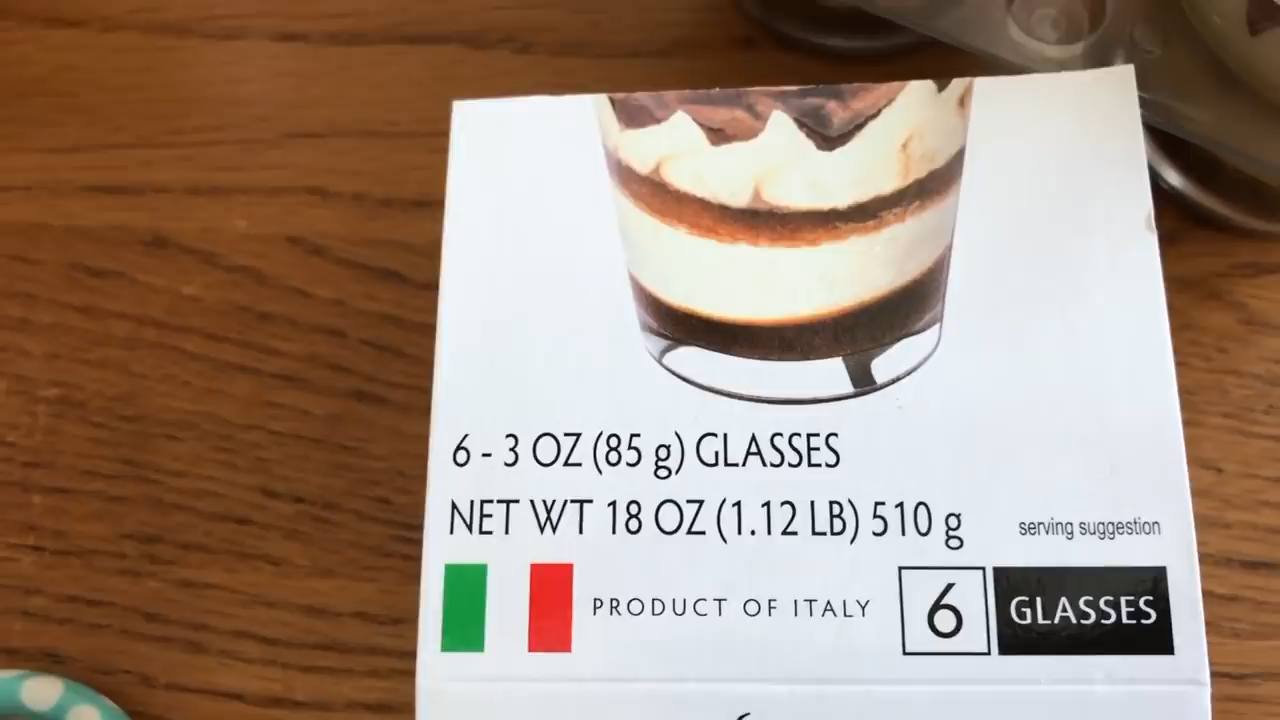 6 - 3 OZ (85 g) GLASSES
NET WT 18 OZ (1.12 LB) 510 g
serving suggestion
PRODUCT OF ITALY
6 GLASSES